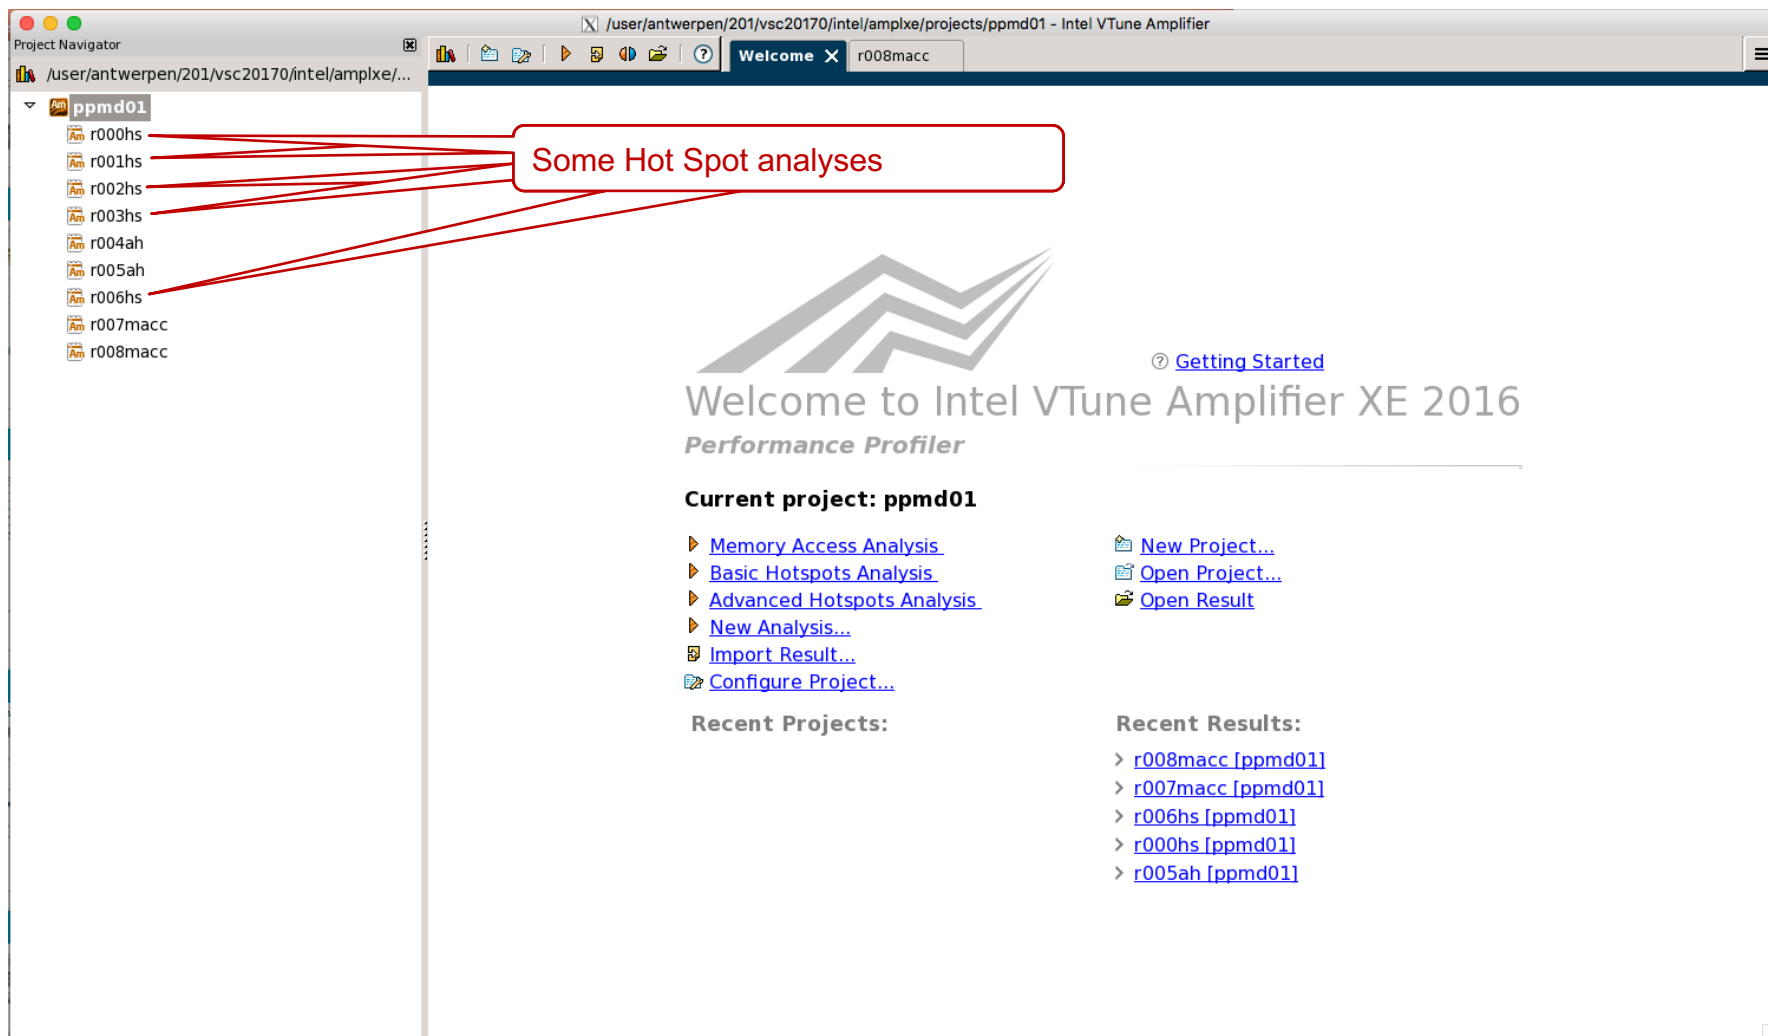 /user/antwerpen/201/vsc20170/intel/amplxe/projects/ppmd01 - Intel VTune Amplifier
Project Navigator
/user/antwerpen/201/vsc20170/intel/amplxe/...
ppmd01
r000hs
r001hs
r002hs
r003hs
r004ah
r005ah
r006hs
r007macc
r008macc
Welcome
r008macc
Some Hot Spot analyses
Getting Started
Welcome to Intel VTune Amplifier XE 2016
Performance Profiler
Current project: ppmd01
Memory Access Analysis
Basic Hotspots Analysis
Advanced Hotspots Analysis
New Analysis...
Import Result...
Configure Project...
New Project...
Open Project...
Open Result
Recent Projects:
Recent Results:
r008macc [ppmd01]
r007macc [ppmd01]
r006hs [ppmd01]
r000hs [ppmd01]
r005ah [ppmd01]